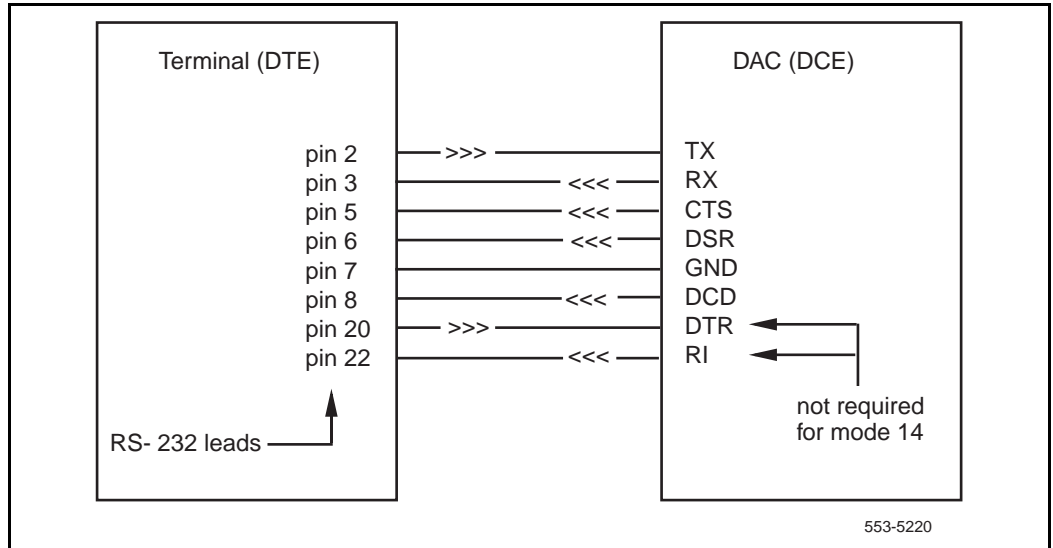 Terminal (DTE)
DAC (DCE)
pin 2 >>> TX
pin 3 <<< RX
pin 5 <<< CTS
pin 6 <<< DSR
pin 7 GND
pin 8 <<< DCD
pin 20 >>> DTR
pin 22 <<< RI
not required
for mode 14
RS- 232 leads
553-5220